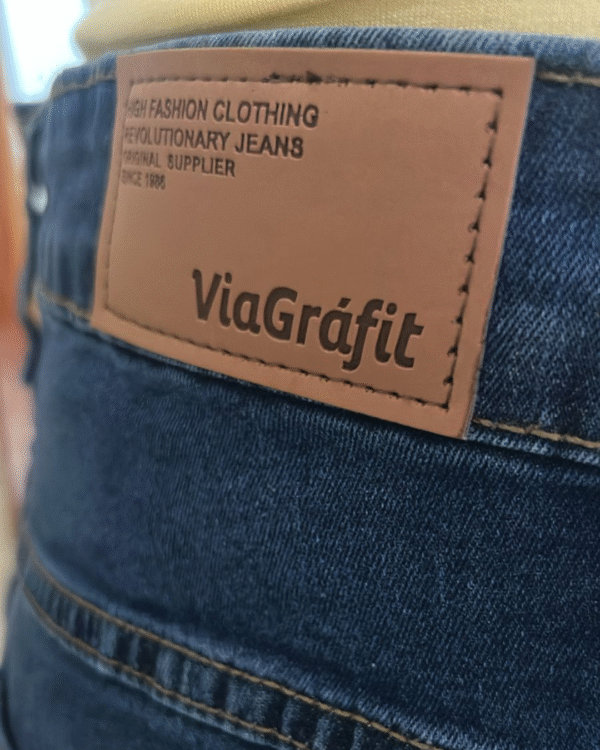 HIGH FASHION CLOTHING
REVOLUTIONARY JEANS
ORIGINAL SUPPLIER
SINCE 1986
ViaGráfit